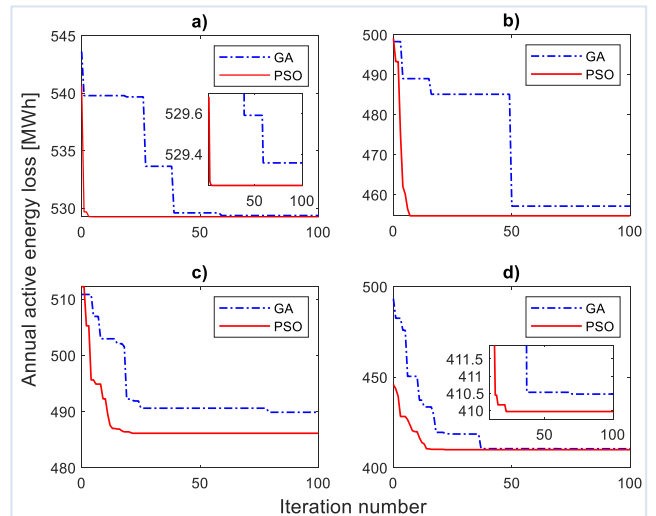 a)
545
540
535
530
0
50
100
GA
PSO
529.6
529.4
50
100
b)
490
480
470
460
0
50
100
GA
PSO
c)
510
500
490
480
0
50
100
GA
PSO
d)
500
450
400
0
50
100
GA
PSO
411.5
411
410.5
410
50
100
Annual active energy loss [MWh]
Iteration number